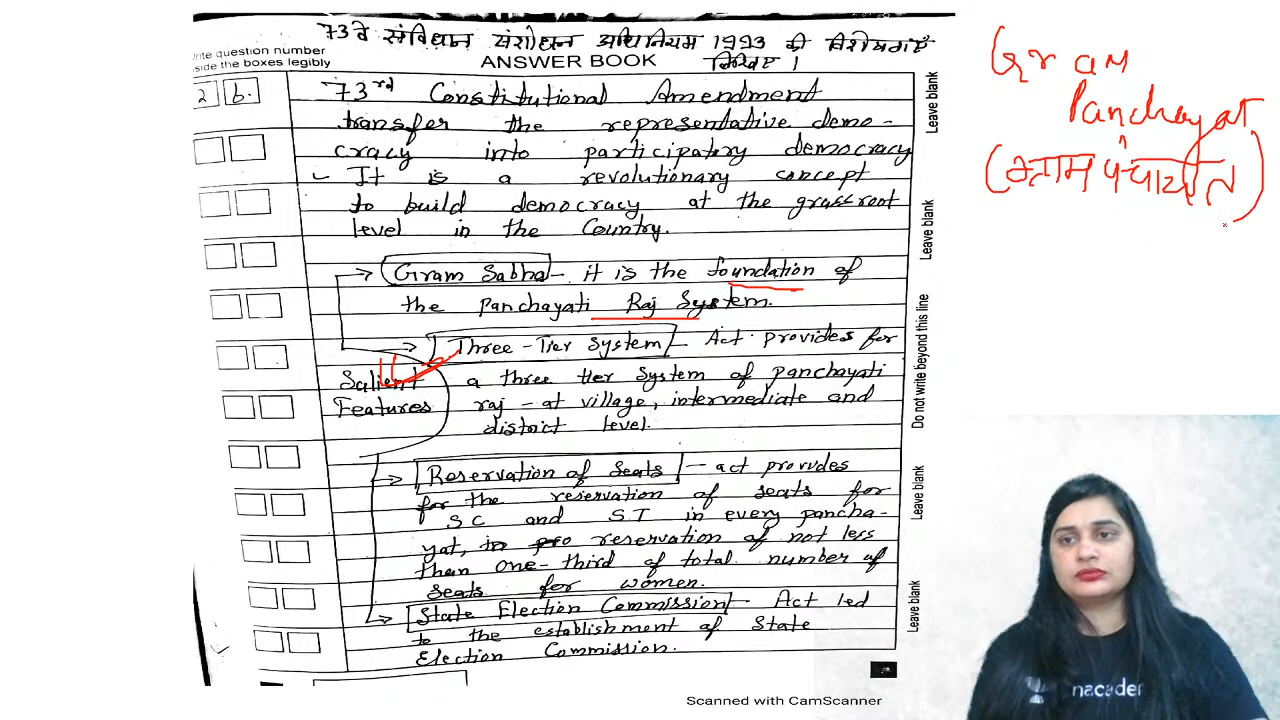 73वे संविधान संशोधन अधिनियम 1993 की विशेषताएँ
लिखिए ।
ANSWER BOOK
question number
side the boxes legibly
2 b.
73rd Constitutional Amendment
transfer the representative demo-
cracy into participatory democracy
- It is a revolutionary concept
to build democracy at the grassroot
level in the Country.
→ Gram Sabha - it is the foundation of
the Panchayati Raj System.
→ Three-Tier System - Act provides for
Salient a three tier System of Panchayati
Features raj - at village, intermediate and
district level.
→ Reservation of Seats - act provides
for the reservation of seats for
SC and ST in every pancha-
yat, reservation of not less
than one-third of total number of
seats for women.
→ State Election Commission - Act led
to the establishment of State
Election Commission.
Leave blank
Leave blank
Do not write beyond this line
Leave blank
Leave blank
Scanned with CamScanner
Gram
Panchayat
(ग्राम पंचायत)
nacade